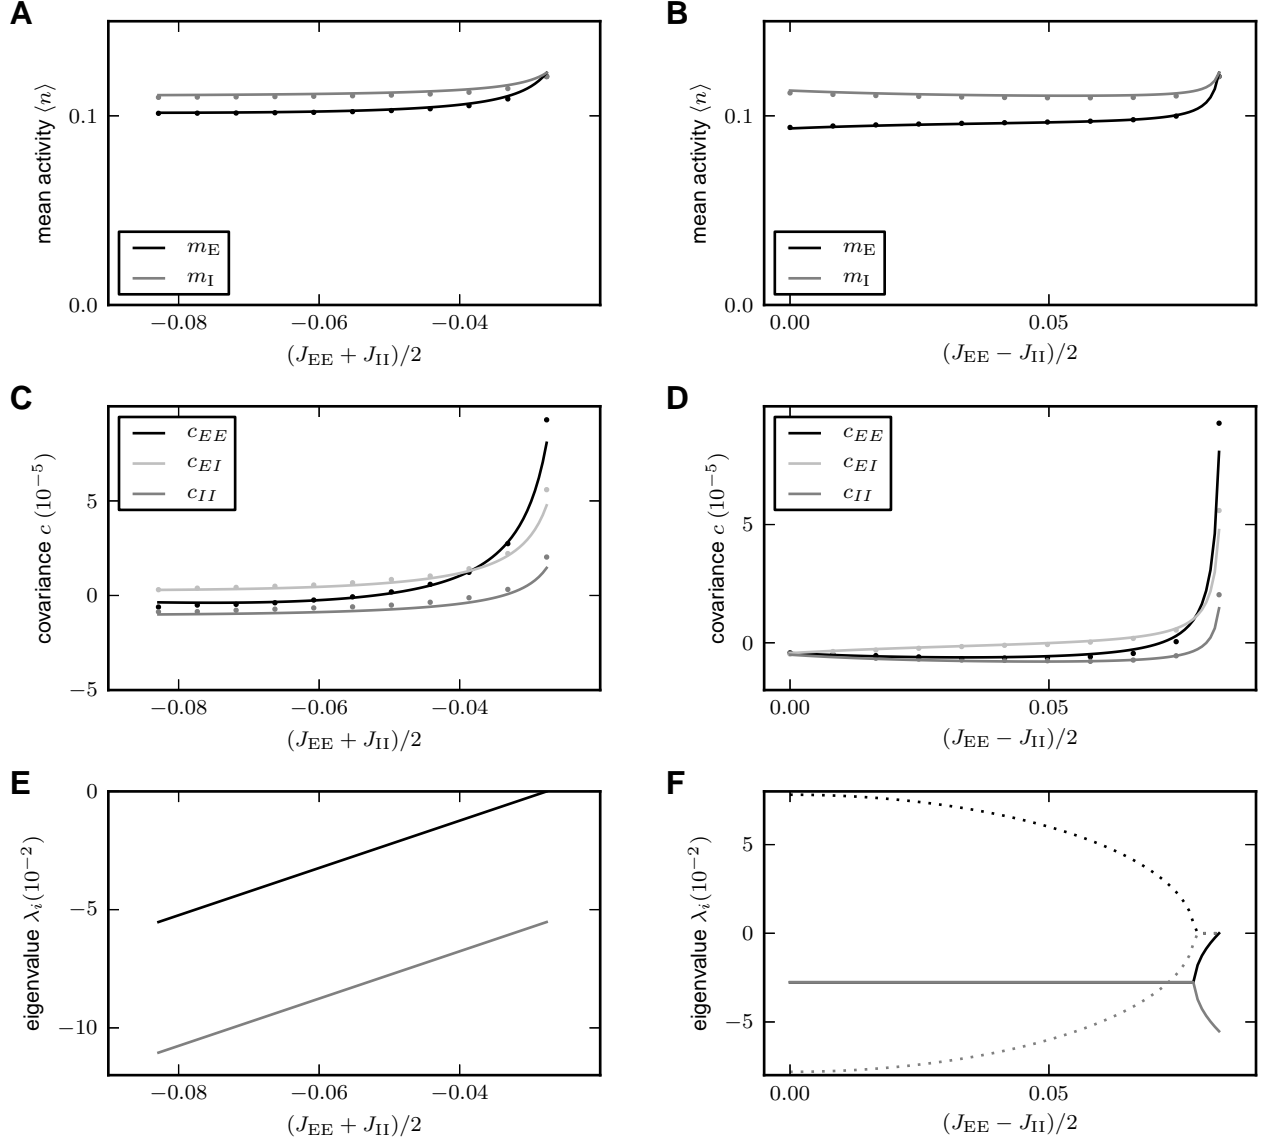 A
mean activity ⟨n⟩
0.1
0.0
m_E
m_I
−0.08
−0.06
−0.04
(J_EE + J_II)/2
B
mean activity ⟨n⟩
0.1
0.0
m_E
m_I
0.00
0.05
(J_EE − J_II)/2
C
covariance c (10^−5)
5
0
−5
c_EE
c_EI
c_II
−0.08
−0.06
−0.04
(J_EE + J_II)/2
D
covariance c (10^−5)
5
0
c_EE
c_EI
c_II
0.00
0.05
(J_EE − J_II)/2
E
eigenvalue λ_i(10^−2)
0
−5
−10
−0.08
−0.06
−0.04
(J_EE + J_II)/2
F
eigenvalue λ_i(10^−2)
5
0
−5
0.00
0.05
(J_EE − J_II)/2